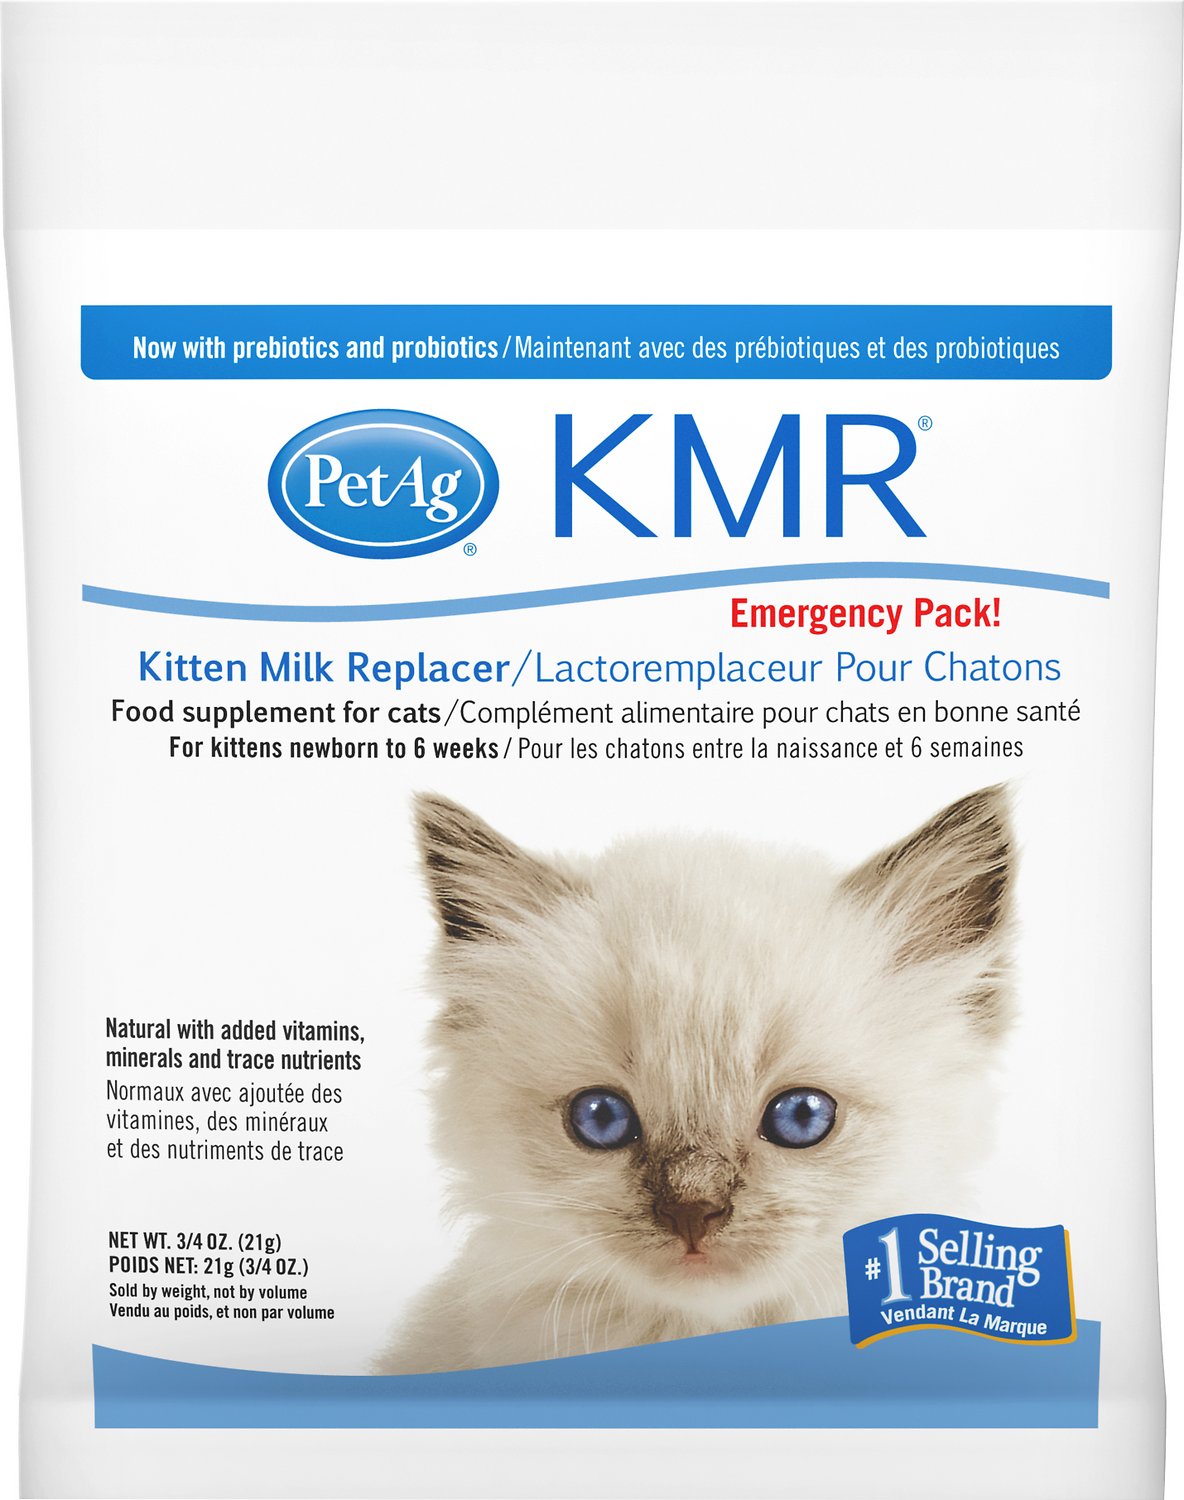 Now with prebiotics and probiotics / Maintenant avec des prébiotiques et des probiotiques
PetAg® KMR®
Emergency Pack!
Kitten Milk Replacer/Lactoremplaceur Pour Chatons
Food supplement for cats/Complément alimentaire pour chats en bonne santé
For kittens newborn to 6 weeks / Pour les chatons entre la naissance et 6 semaines
Natural with added vitamins,
minerals and trace nutrients
Normaux avec ajoutée des
vitamines, des minéraux
et des nutriments de trace
NET WT. 3/4 OZ. (21g)
POIDS NET: 21g (3/4 OZ.)
Sold by weight, not by volume
Vendu au poids, et non par volume
#1 Selling
Brand
Vendant La Marque